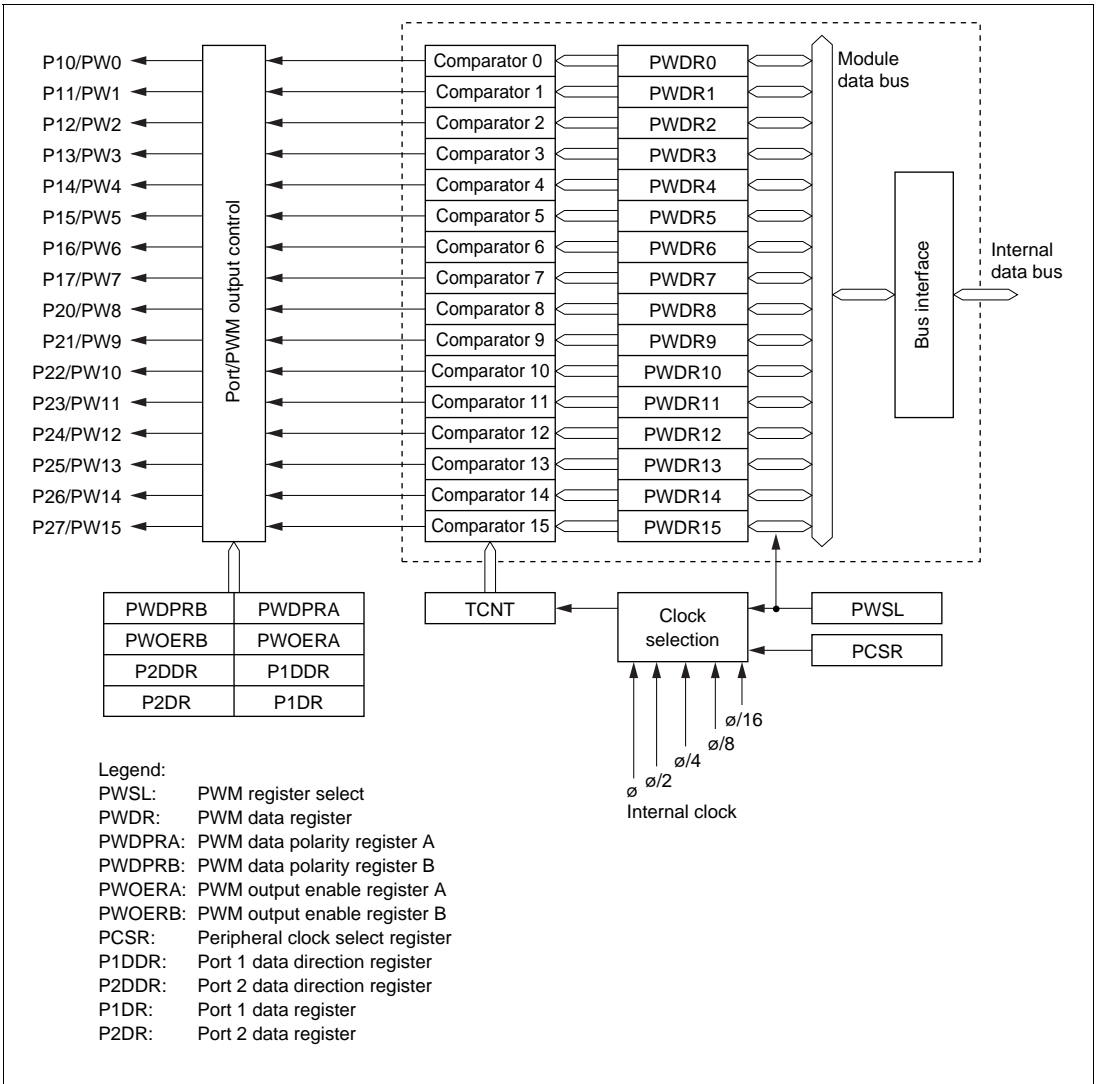 P10/PW0 Comparator 0 PWDR0
P11/PW1 Comparator 1 PWDR1
P12/PW2 Comparator 2 PWDR2
P13/PW3 Comparator 3 PWDR3
P14/PW4 Comparator 4 PWDR4
P15/PW5 Comparator 5 PWDR5
P16/PW6 Comparator 6 PWDR6
P17/PW7 Comparator 7 PWDR7
P20/PW8 Comparator 8 PWDR8
P21/PW9 Comparator 9 PWDR9
P22/PW10 Comparator 10 PWDR10
P23/PW11 Comparator 11 PWDR11
P24/PW12 Comparator 12 PWDR12
P25/PW13 Comparator 13 PWDR13
P26/PW14 Comparator 14 PWDR14
P27/PW15 Comparator 15 PWDR15
Port/PWM output control
Module
data bus
Bus interface
Internal
data bus
PWDPRB PWDPRA
PWOERB PWOERA
P2DDR P1DDR
P2DR P1DR
TCNT
Clock
selection
PWSL
PCSR
ø/16
ø/8
ø/4
ø/2
ø
Internal clock
Legend:
PWSL: PWM register select
PWDR: PWM data register
PWDPRA: PWM data polarity register A
PWDPRB: PWM data polarity register B
PWOERA: PWM output enable register A
PWOERB: PWM output enable register B
PCSR: Peripheral clock select register
P1DDR: Port 1 data direction register
P2DDR: Port 2 data direction register
P1DR: Port 1 data register
P2DR: Port 2 data register